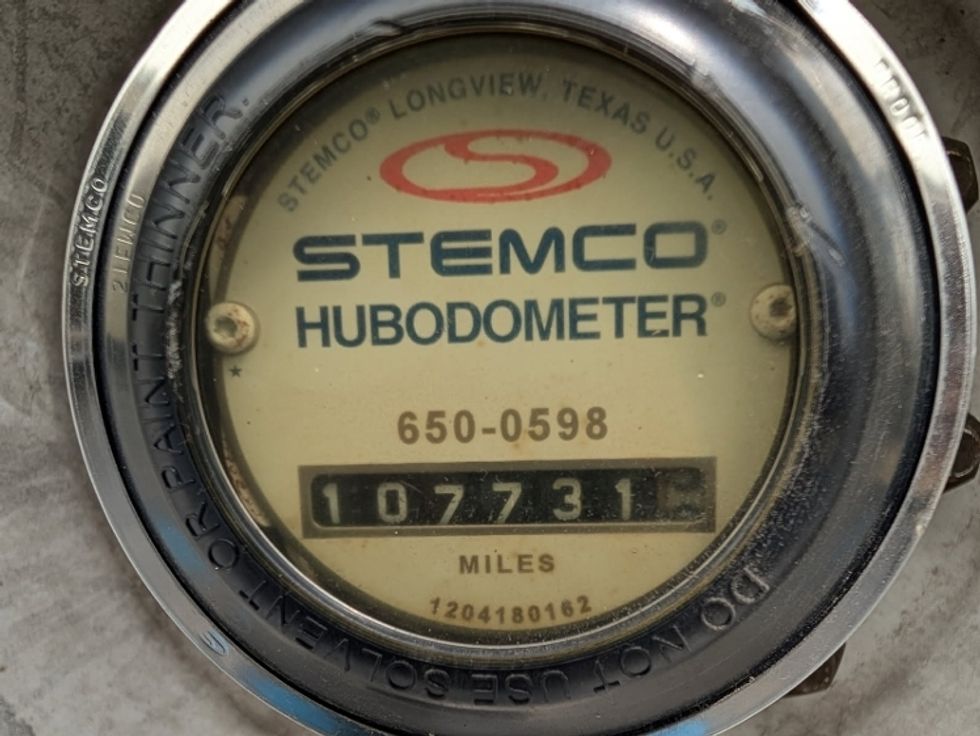 STEMCO® LONGVIEW, TEXAS U.S.A.
STEMCO®
HUBODOMETER®
650-0598
107731
MILES
1204180162
DO NOT USE SOLVENT OR PAINT THINNER.
STEMCO